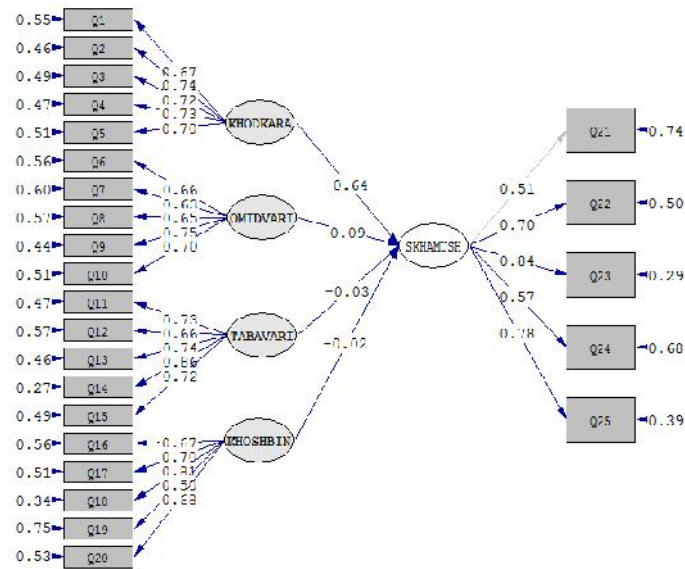 0.55 Q1
0.46 Q2
0.49 Q3
0.47 Q4
0.51 Q5
0.56 Q6
0.60 Q7
0.57 Q8
0.44 Q9
0.51 Q10
0.47 Q11
0.57 Q12
0.46 Q13
0.27 Q14
0.49 Q15
0.56 Q16
0.51 Q17
0.34 Q18
0.75 Q19
0.53 Q20
0.67
0.74
0.72
0.73
0.70
0.66
0.63
0.65
0.75
0.70
0.73
0.66
0.74
0.86
0.72
0.67
0.70
0.81
0.50
0.68
KHODKARA
OMIDVARI
TABAVARI
KHOSHBIN
0.64
0.09
-0.03
-0.02
SKHAMISH
0.51
0.70
0.84
0.57
0.78
Q21 0.74
Q22 0.50
Q23 0.29
Q24 0.68
Q25 0.39